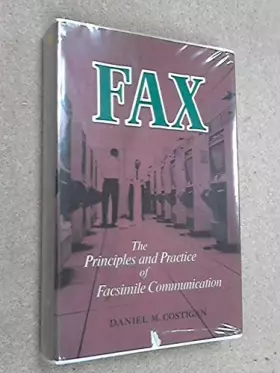 FAX
The
Principles and Practice
of
Facsimile Communication
DANIEL M. COSTIGAN